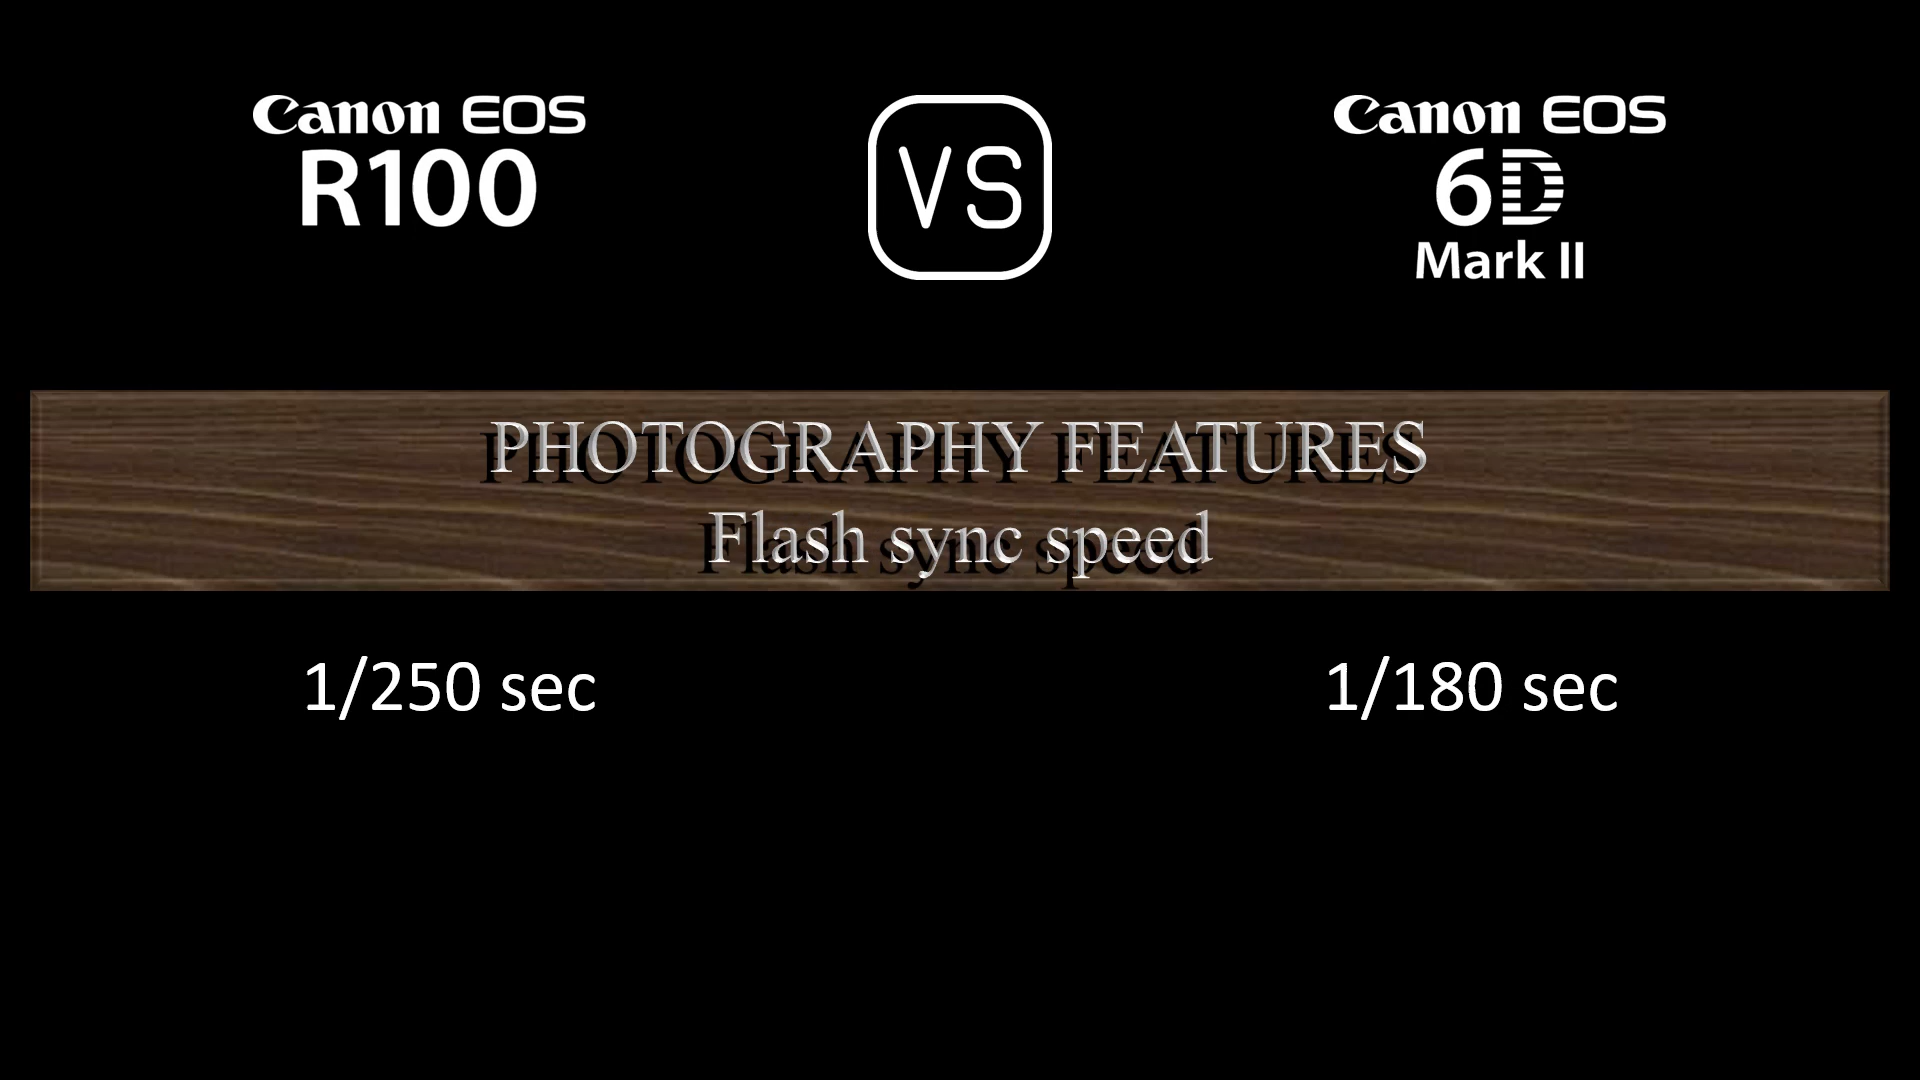 Canon EOS
R100
VS
Canon EOS
6D
Mark II
PHOTOGRAPHY FEATURES
Flash sync speed
1/250 sec
1/180 sec